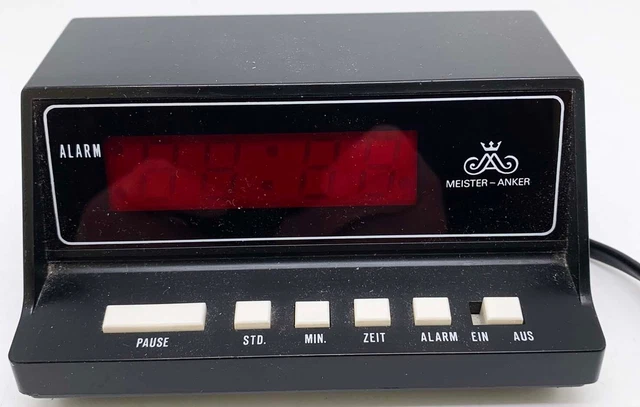 ALARM
MEISTER-ANKER
PAUSE STD. MIN. ZEIT ALARM EIN AUS